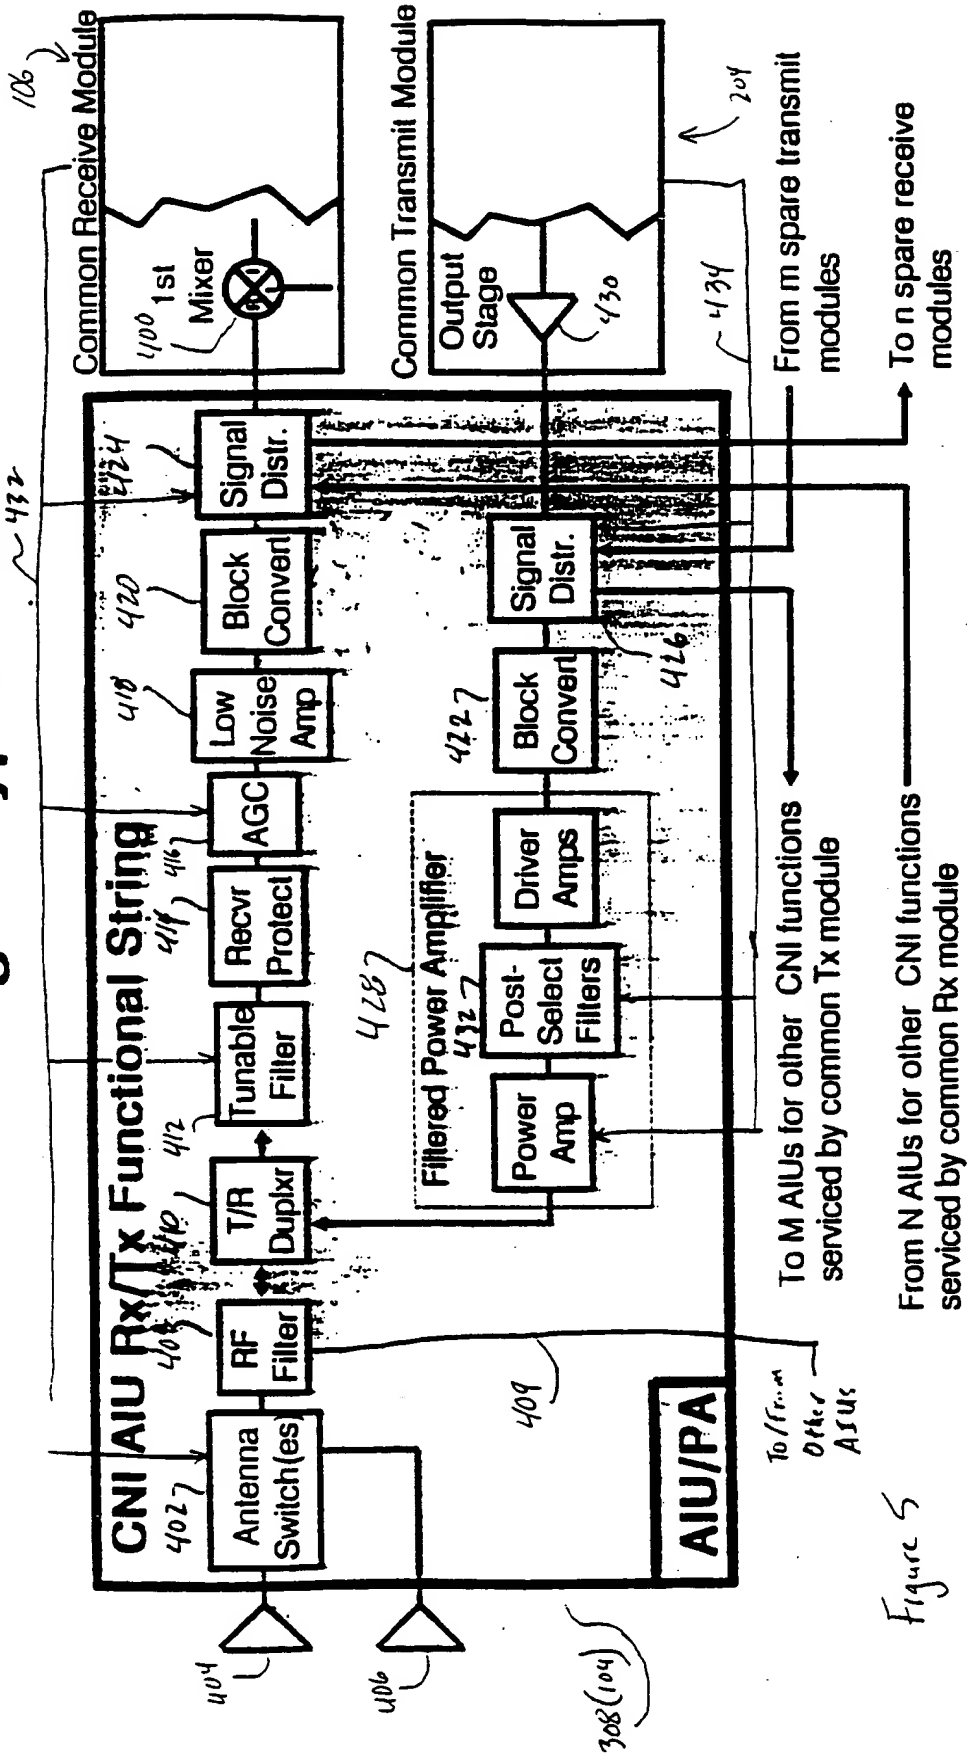 106
432
Common Receive Module
400
1st
Mixer
Common Transmit Module
Output
Stage
430
204
434
CNI AIU Rx/Tx Functional String
402
Antenna
Switch(es)
404
406
RF
Filter
409
410
T/R
Duplxr
412
Tunable
Filter
414
Recvr
Protect
416
AGC
418
Low
Noise
Amp
420
Block
Convert
424
Signal
Distr.
428
Filtered Power Amplifier
Power
Amp
432
Post-
Select
Filters
Driver
Amps
422
Block
Convert
426
Signal
Distr.
AIU/PA
308(104)
To/From
Other
AIUs
From m spare transmit
modules
To n spare receive
modules
To M AIUs for other CNI functions
serviced by common Tx module
From N AIUs for other CNI functions
serviced by common Rx module
Figure 5